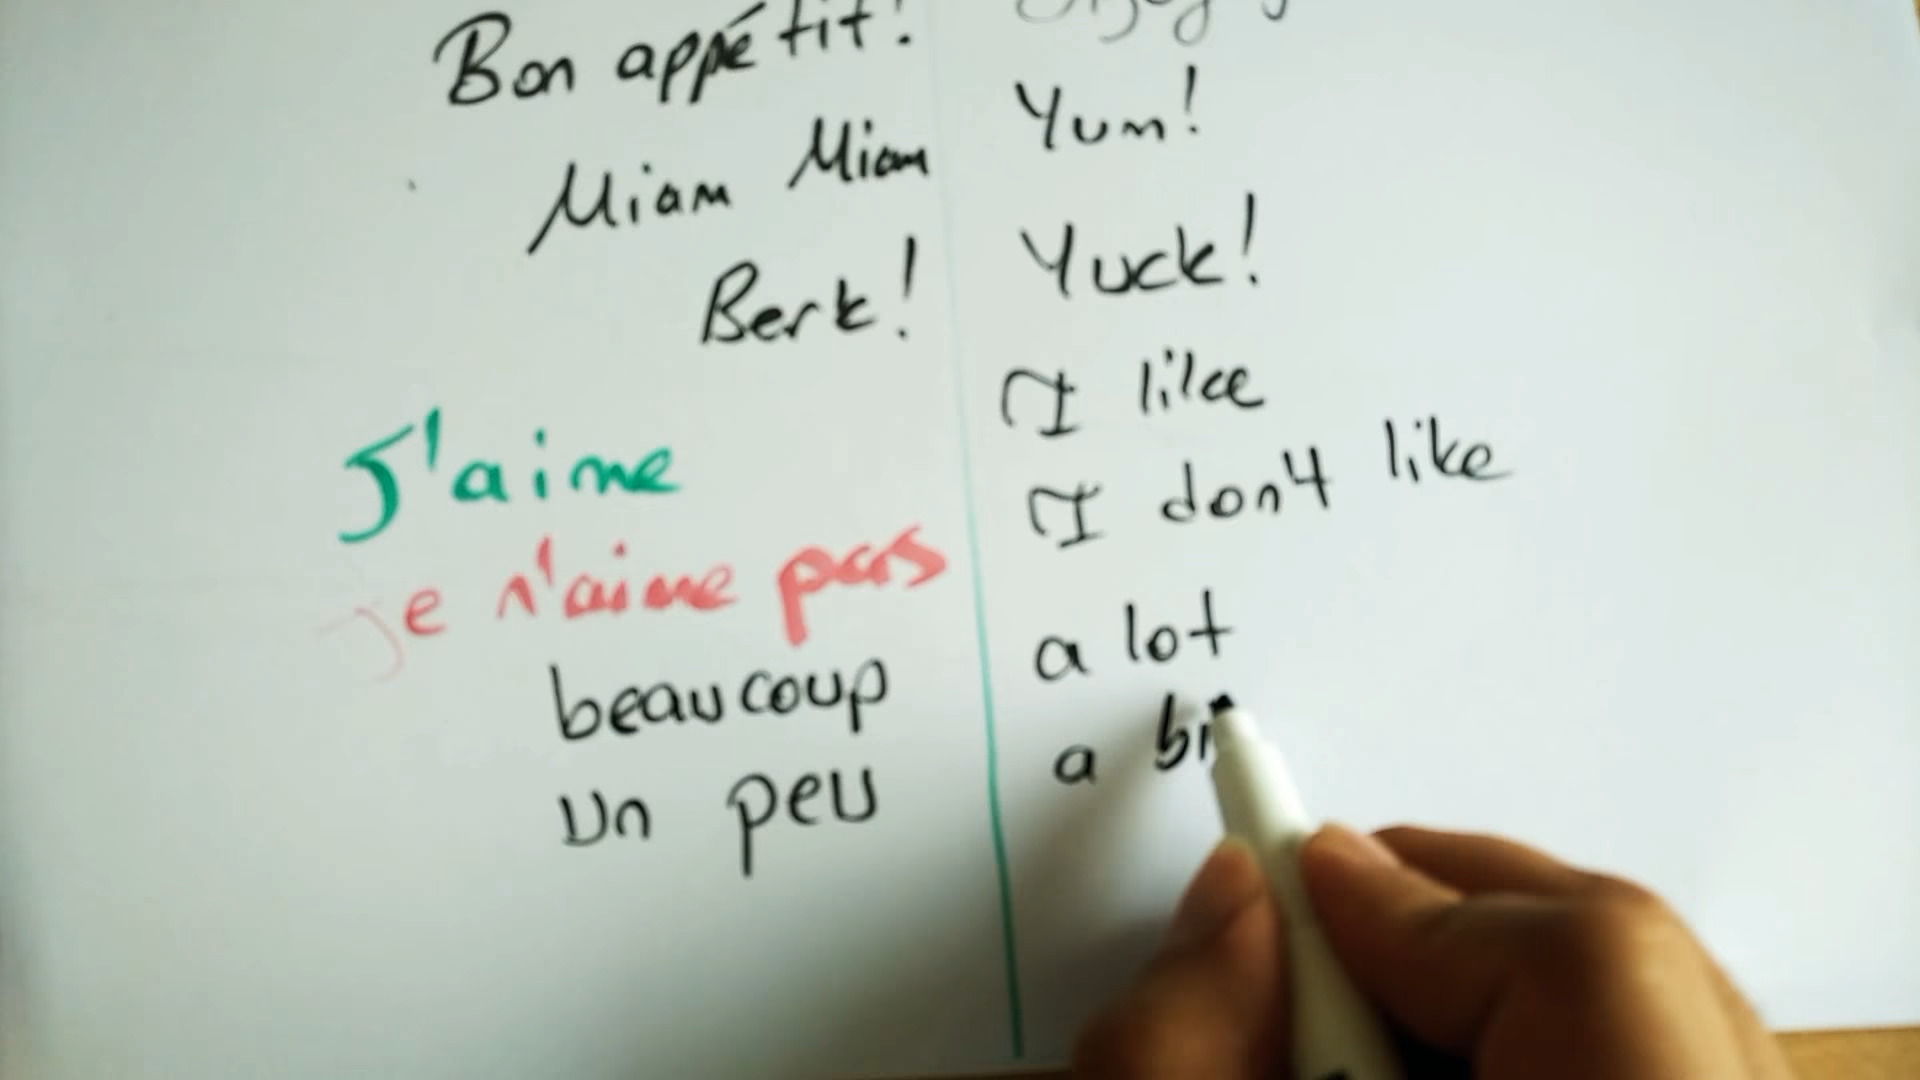 Bon appétit!
Miam Miam Yum!
Berk! Yuck!
J'aime I like
je n'aime pas I don't like
beaucoup a lot
un peu a